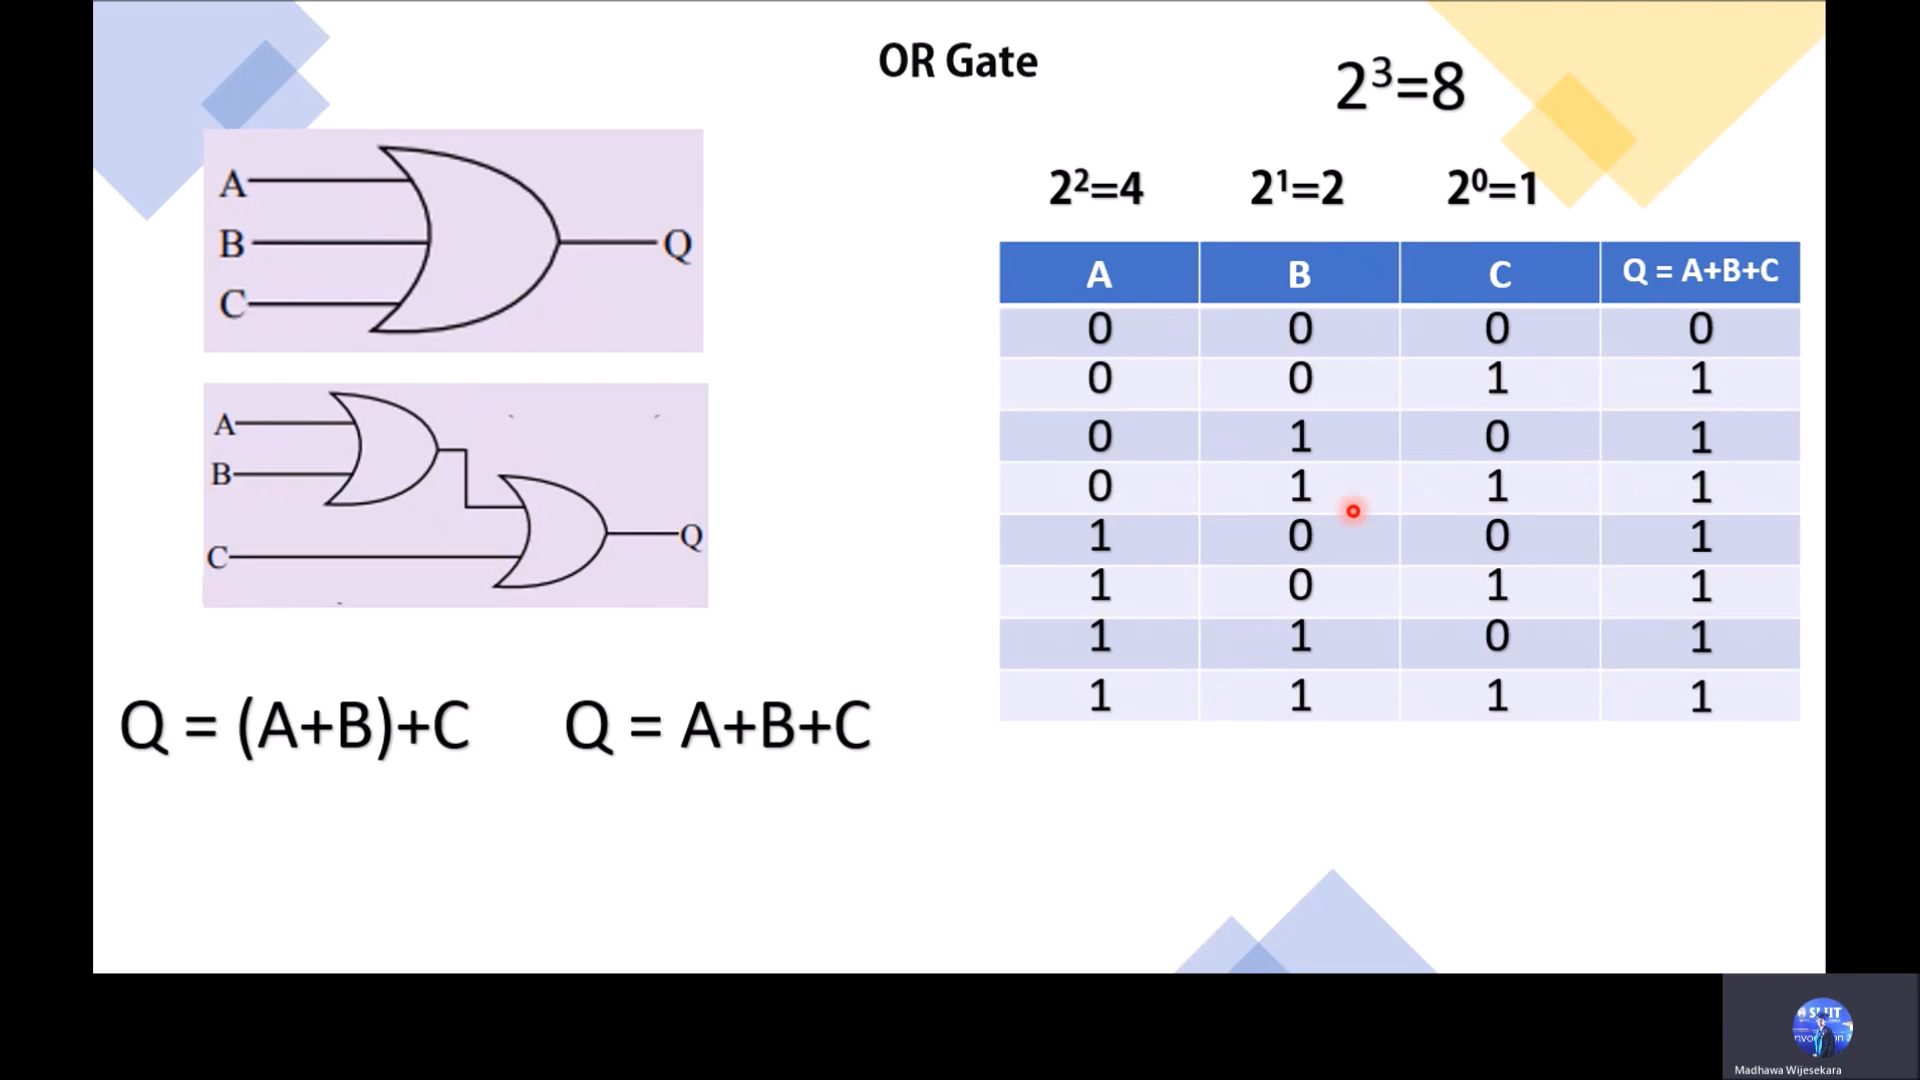 OR Gate
2³=8
2²=4 2¹=2 2⁰=1
A
B
C
Q
A
B
C
Q
Q = (A+B)+C Q = A+B+C
A B C Q = A+B+C
0 0 0 0
0 0 1 1
0 1 0 1
0 1 1 1
1 0 0 1
1 0 1 1
1 1 0 1
1 1 1 1
Madhawa Wijesekara